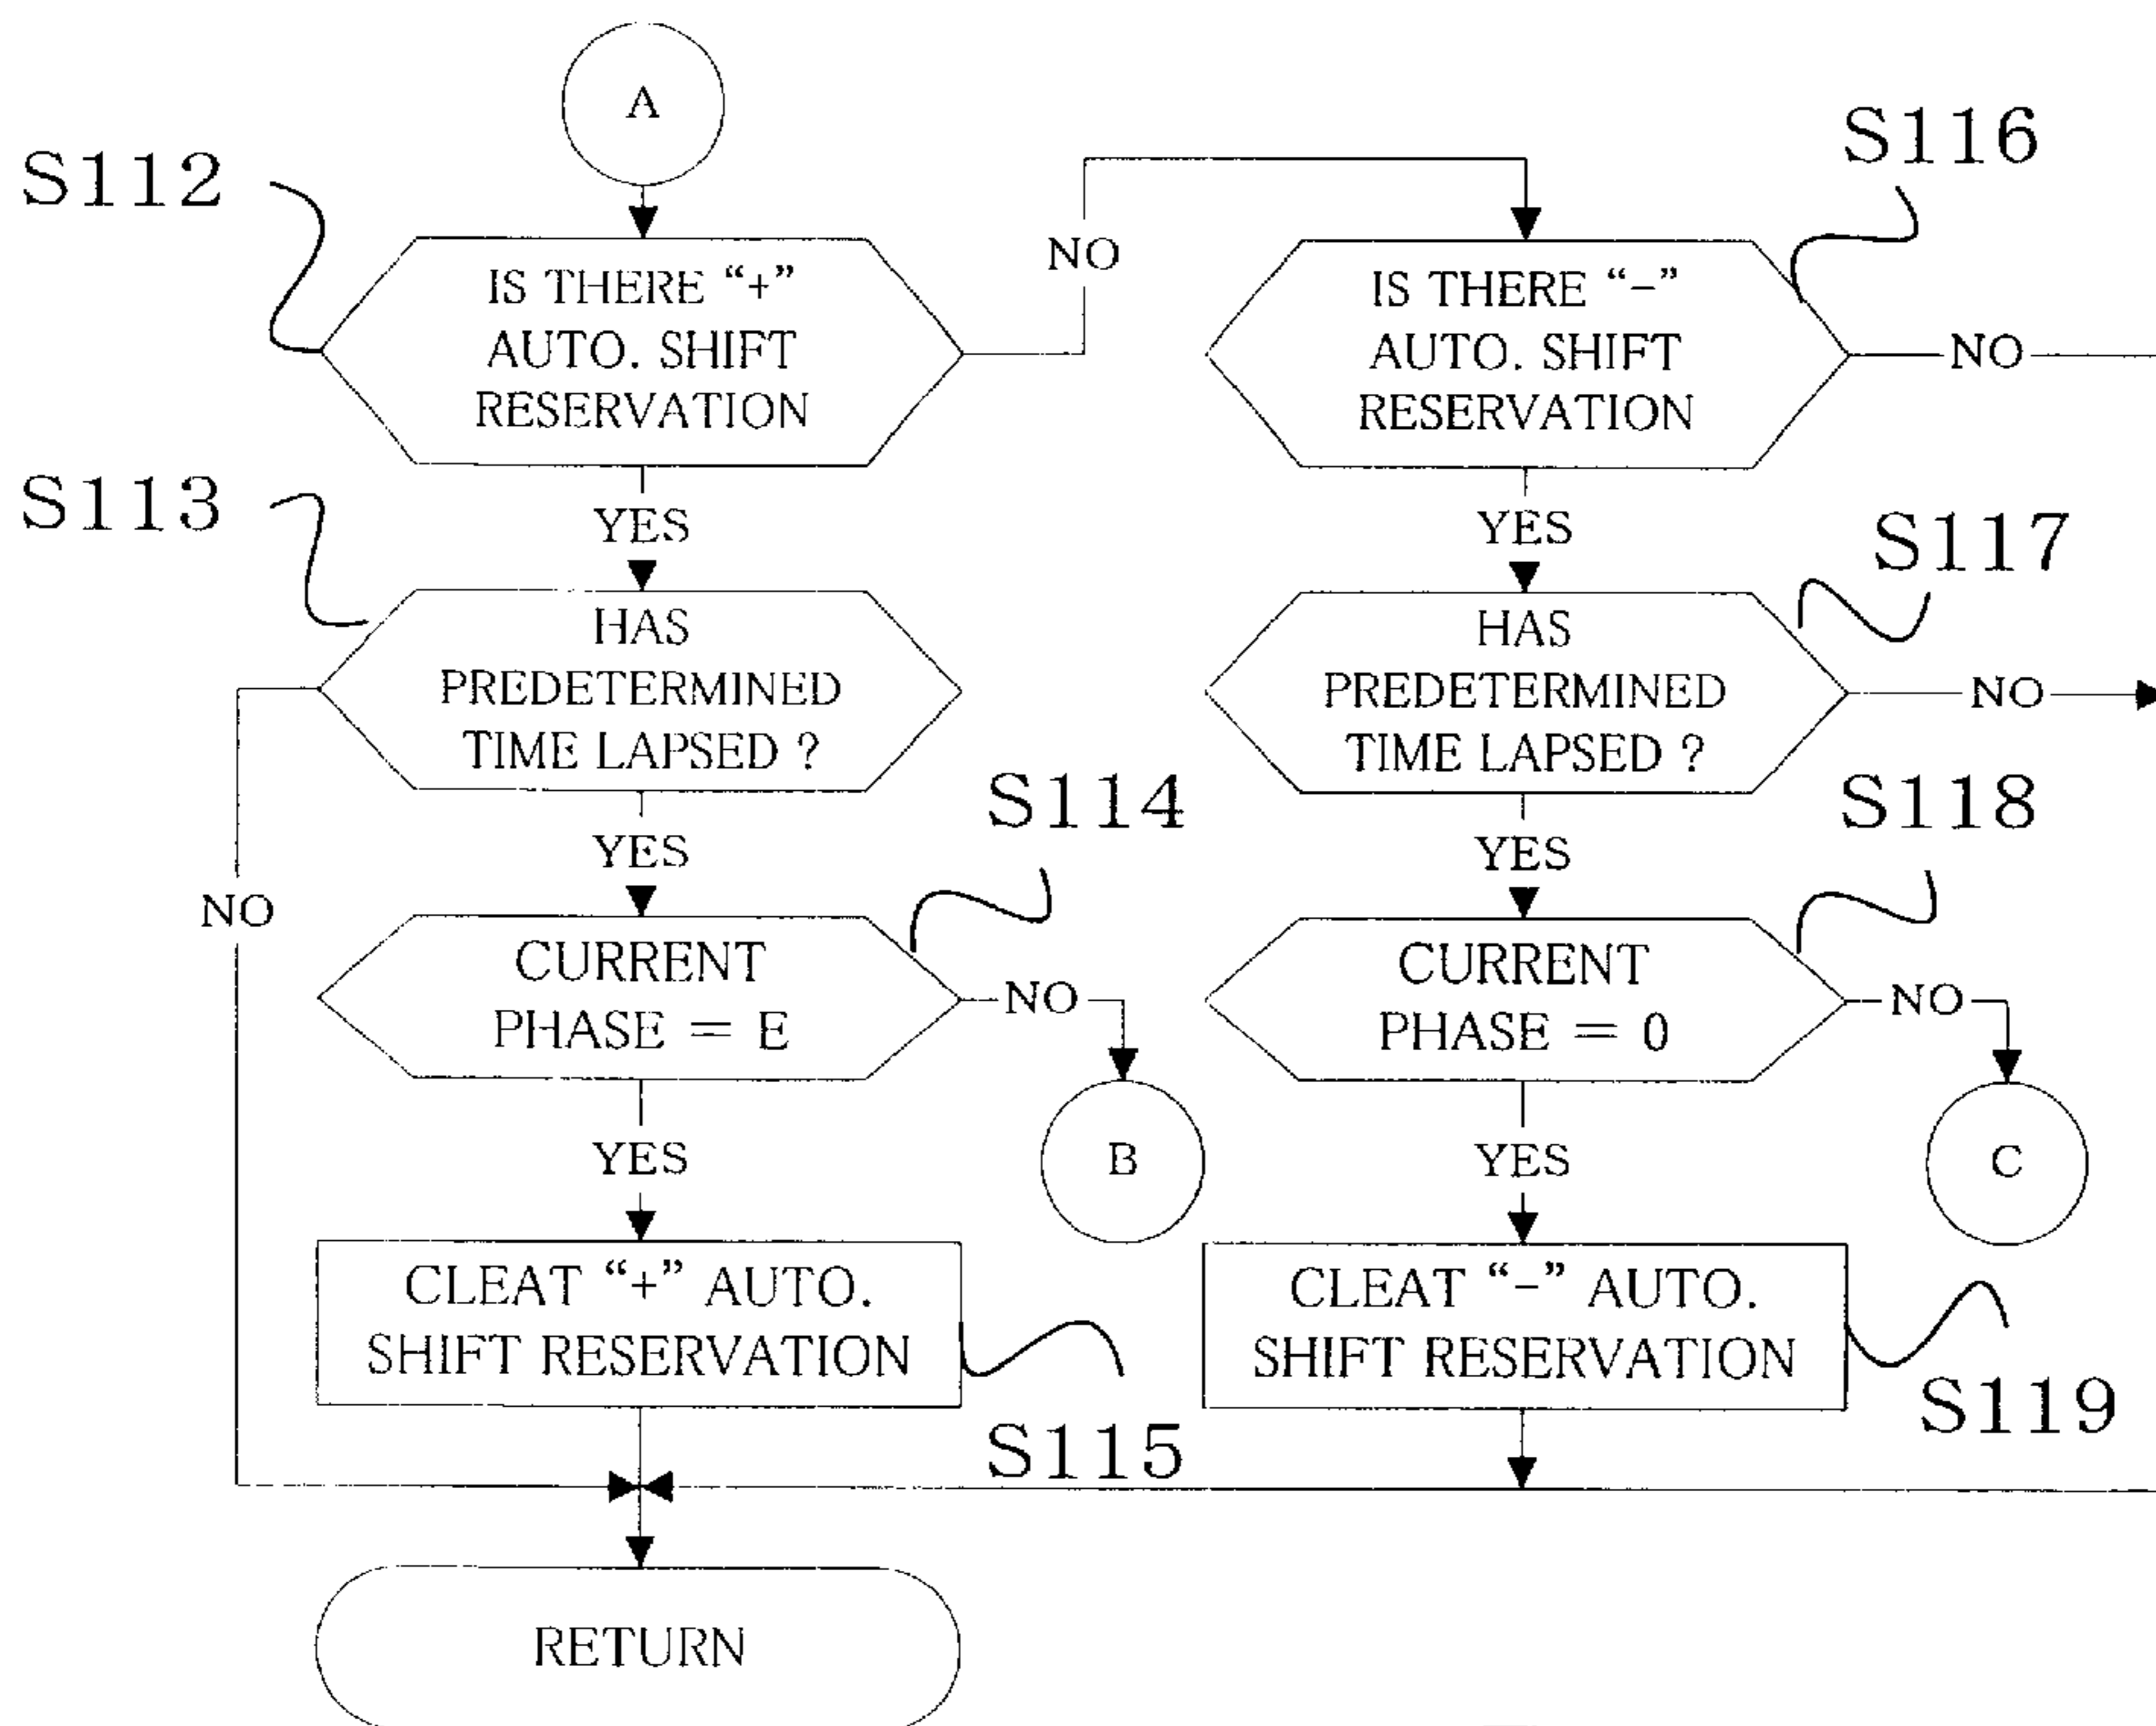 A
S112
IS THERE “+”
AUTO. SHIFT
RESERVATION
NO
YES
S113
HAS
PREDETERMINED
TIME LAPSED ?
NO
YES
S114
CURRENT
PHASE = E
NO
B
YES
CLEAT “+” AUTO.
SHIFT RESERVATION
S115
RETURN
S116
IS THERE “-”
AUTO. SHIFT
RESERVATION
NO
YES
S117
HAS
PREDETERMINED
TIME LAPSED ?
NO
YES
S118
CURRENT
PHASE = 0
NO
C
YES
CLEAT “-” AUTO.
SHIFT RESERVATION
S119